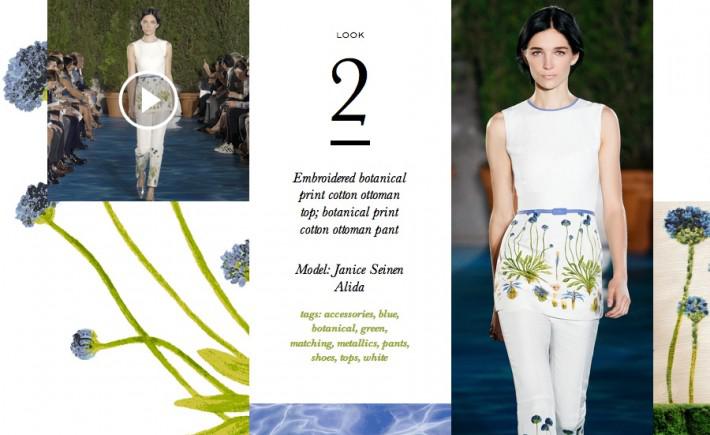 LOOK
2
Embroidered botanical
print cotton ottoman
top; botanical print
cotton ottoman pant
Model: Janice Seinen
Alida
tags: accessories, blue,
botanical, green,
matching, metallics, pants,
shoes, tops, white